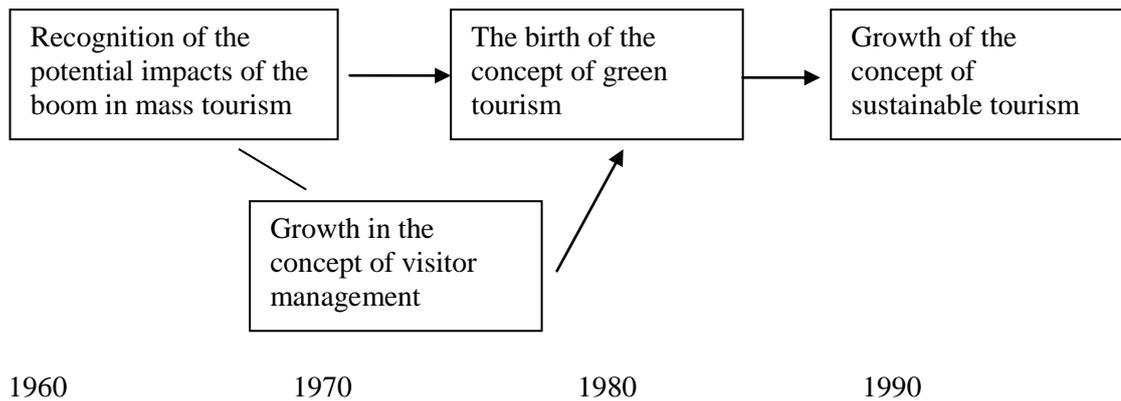 Recognition of the
potential impacts of the
boom in mass tourism
The birth of the
concept of green
tourism
Growth of the
concept of
sustainable tourism
Growth in the
concept of visitor
management
1960 1970 1980 1990